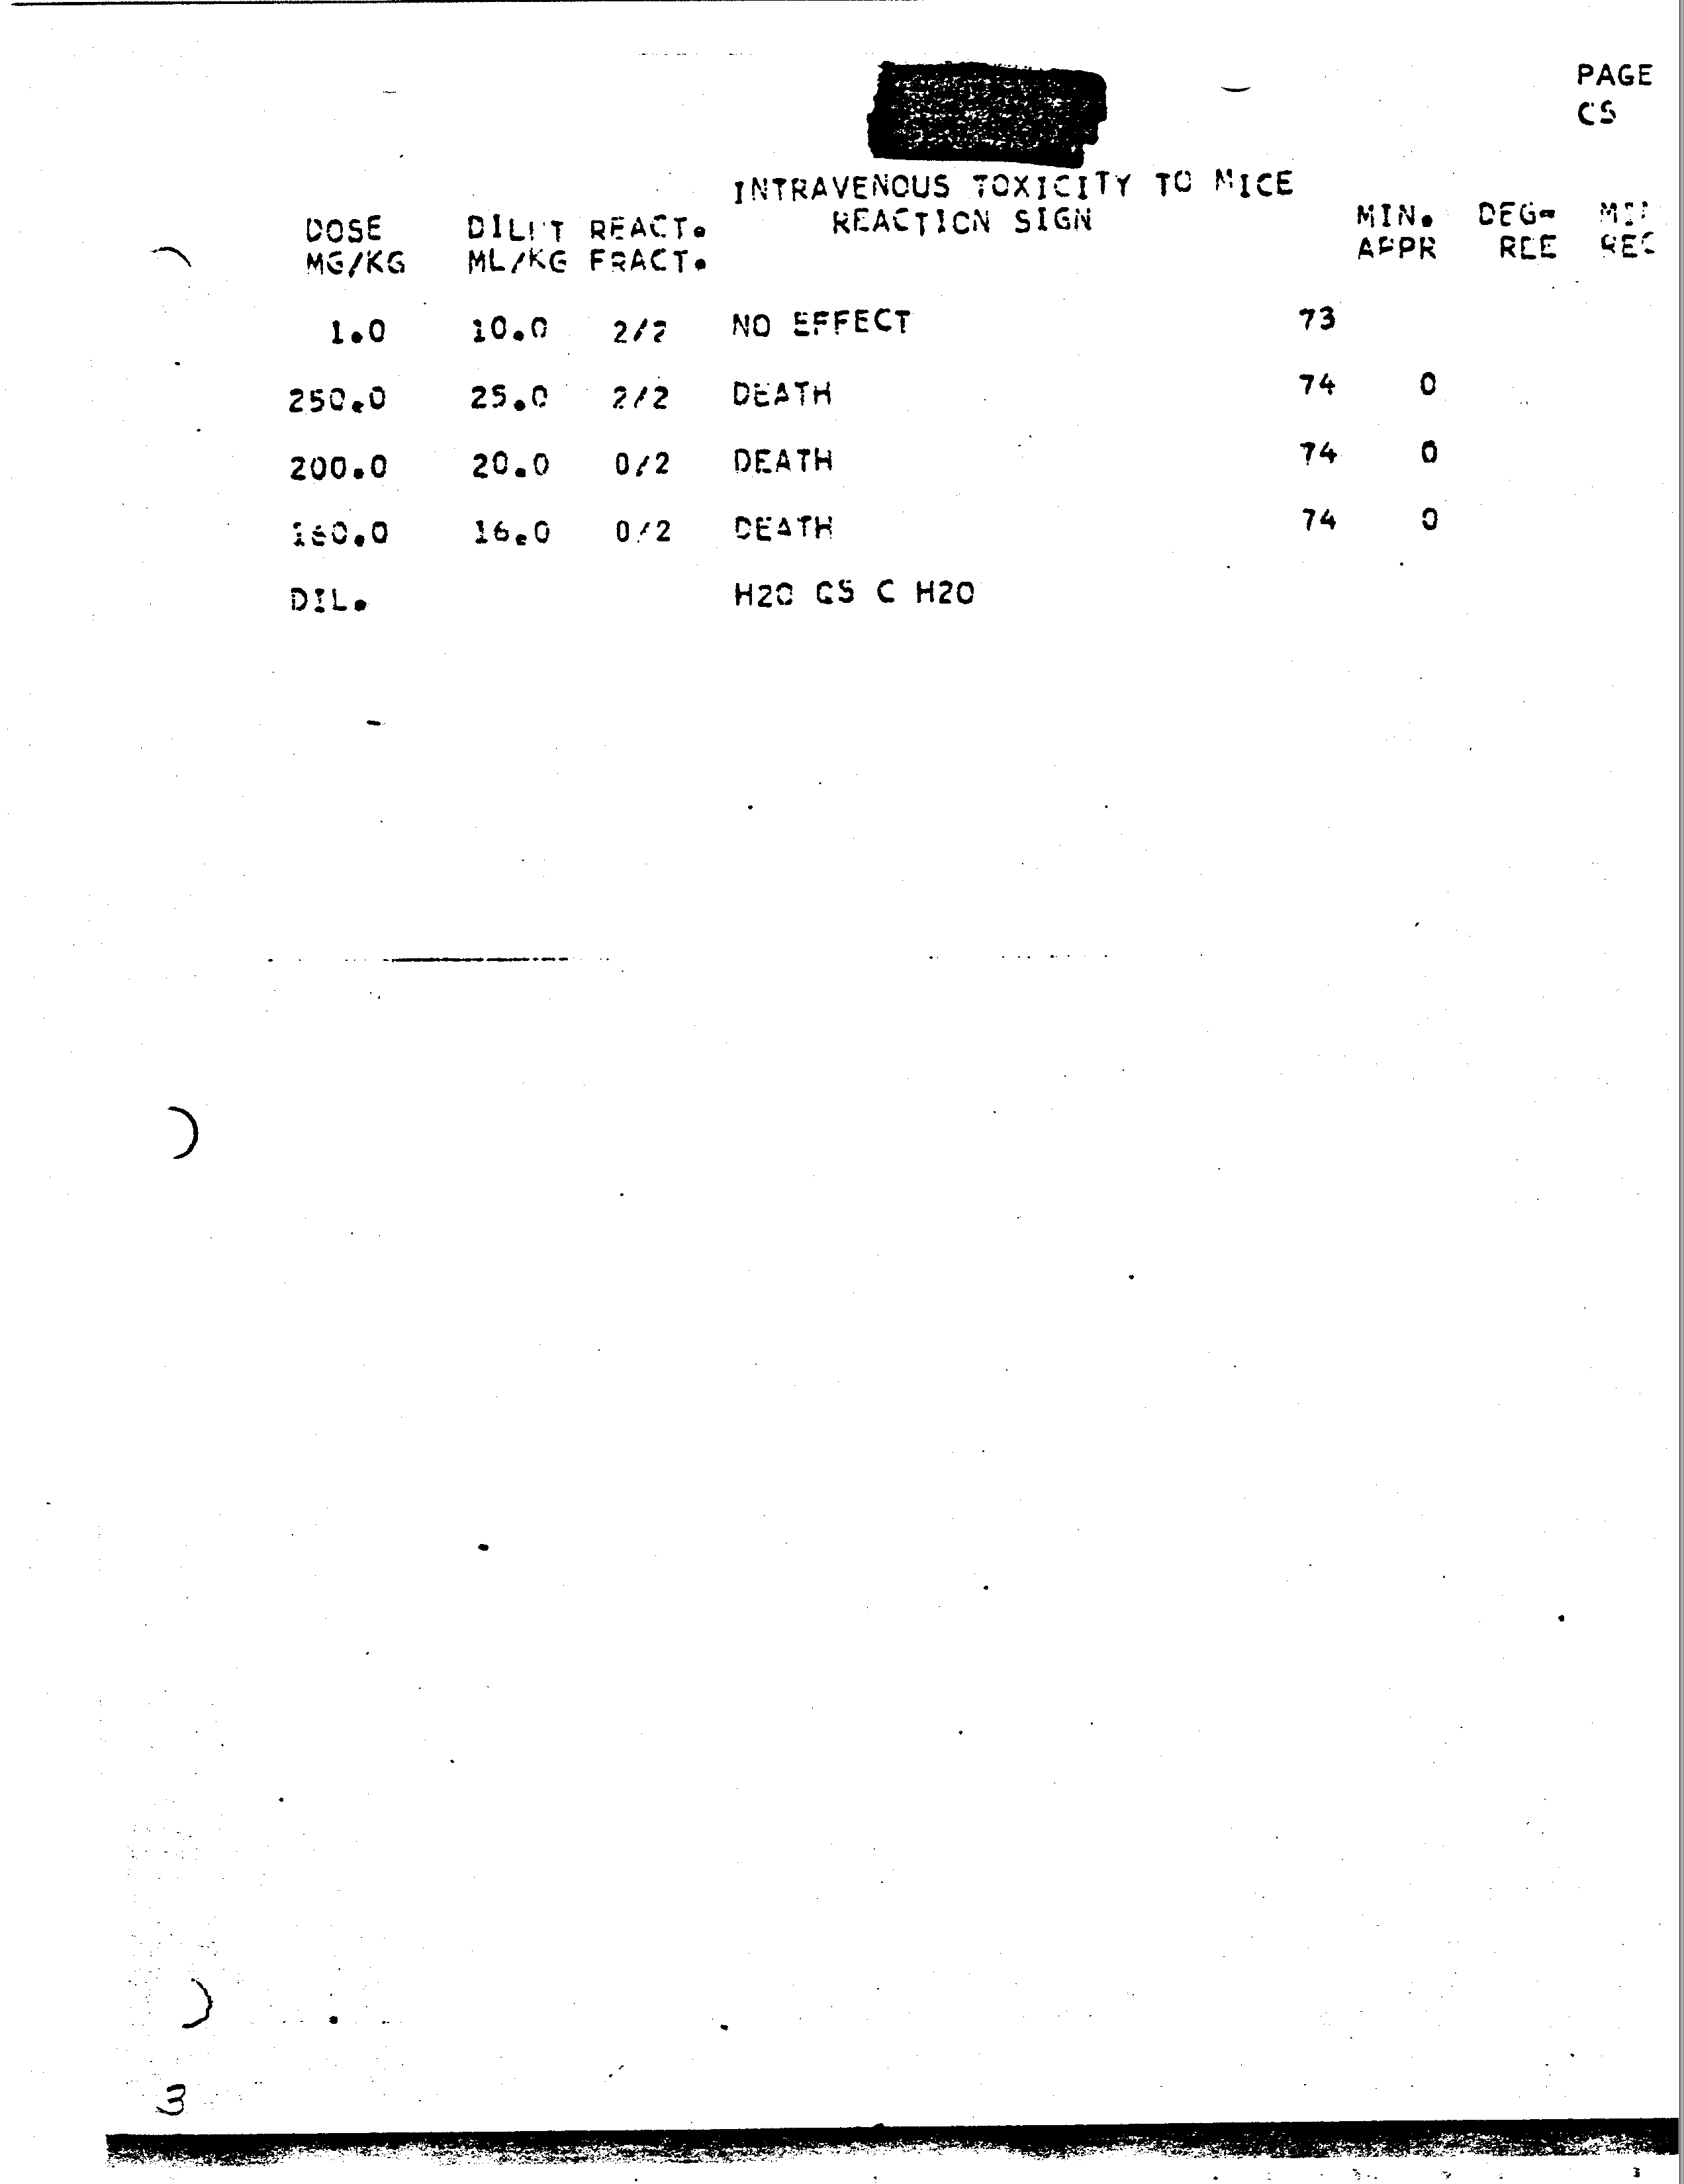 PAGE
CS
INTRAVENOUS TOXICITY TO MICE
DOSE REACT. REACTION SIGN MIN. DEG-
MG/KG ML/KG FRACT. APPR REE REC
1.0 10.0 2/2 NO EFFECT 73
250.0 25.0 2/2 DEATH 74 0
200.0 20.0 0/2 DEATH 74 0
160.0 16.0 0/2 DEATH 74 0
DIL. H2O CS C H2O
3